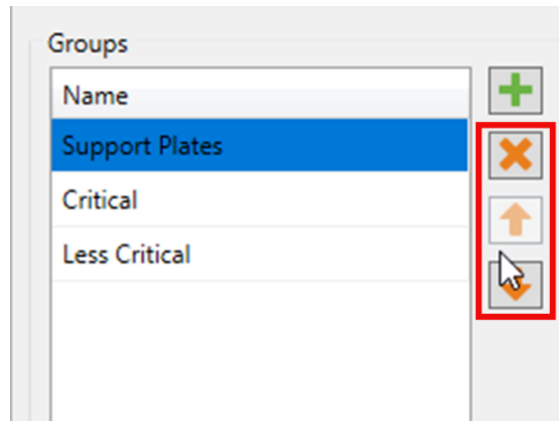 Groups
Name
Support Plates
Critical
Less Critical